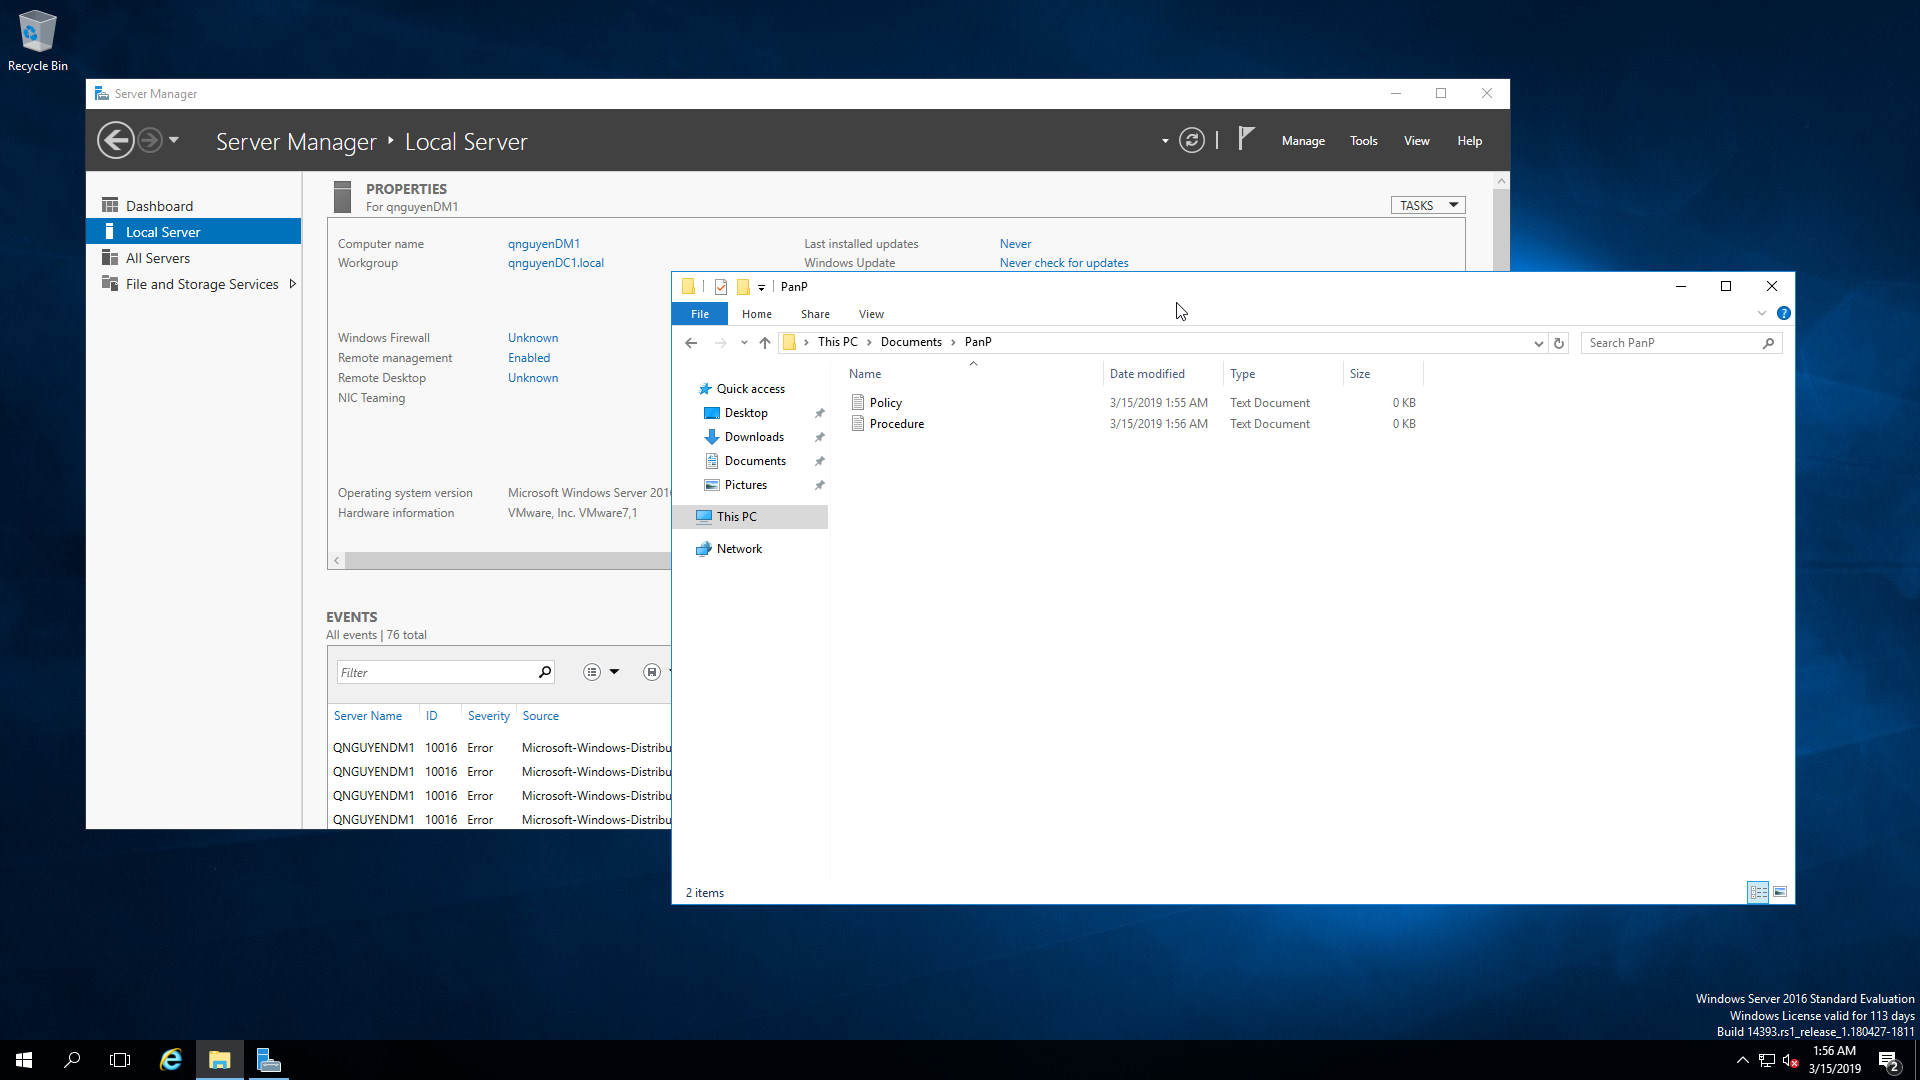 Recycle Bin
Server Manager
Server Manager Local Server
Manage Tools View Help
Dashboard
Local Server
All Servers
File and Storage Services
PROPERTIES
For qnguyenDM1
TASKS
Computer name qnguyenDM1 Last installed updates Never
Workgroup qnguyenDC1.local Windows Update Never check for updates
Windows Firewall Unknown
Remote management Enabled
Remote Desktop Unknown
NIC Teaming
Operating system version Microsoft Windows Server 201
Hardware information VMware, Inc. VMware7,1
EVENTS
All events | 76 total
Filter
Server Name ID Severity Source
QNGUYENDM1 10016 Error Microsoft-Windows-Distribu
QNGUYENDM1 10016 Error Microsoft-Windows-Distribu
QNGUYENDM1 10016 Error Microsoft-Windows-Distribu
QNGUYENDM1 10016 Error Microsoft-Windows-Distribu
PanP
File Home Share View
This PC Documents PanP
Search PanP
Quick access
Desktop
Downloads
Documents
Pictures
This PC
Network
Name Date modified Type Size
Policy 3/15/2019 1:55 AM Text Document 0 KB
Procedure 3/15/2019 1:56 AM Text Document 0 KB
2 items
Windows Server 2016 Standard Evaluation
Windows License valid for 113 days
Build 14393.rs1_release_1.180427-1811
1:56 AM
3/15/2019
2